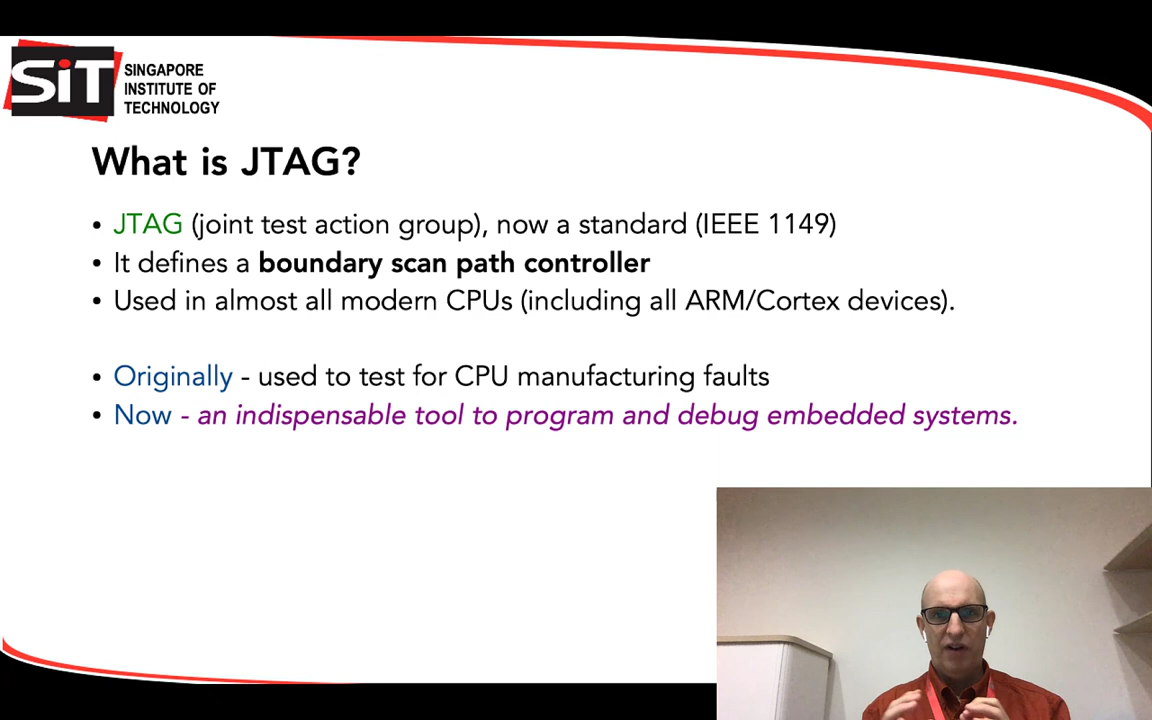 SiT
SINGAPORE
INSTITUTE OF
TECHNOLOGY
What is JTAG?
• JTAG (joint test action group), now a standard (IEEE 1149)
• It defines a boundary scan path controller
• Used in almost all modern CPUs (including all ARM/Cortex devices).
• Originally - used to test for CPU manufacturing faults
• Now - an indispensable tool to program and debug embedded systems.